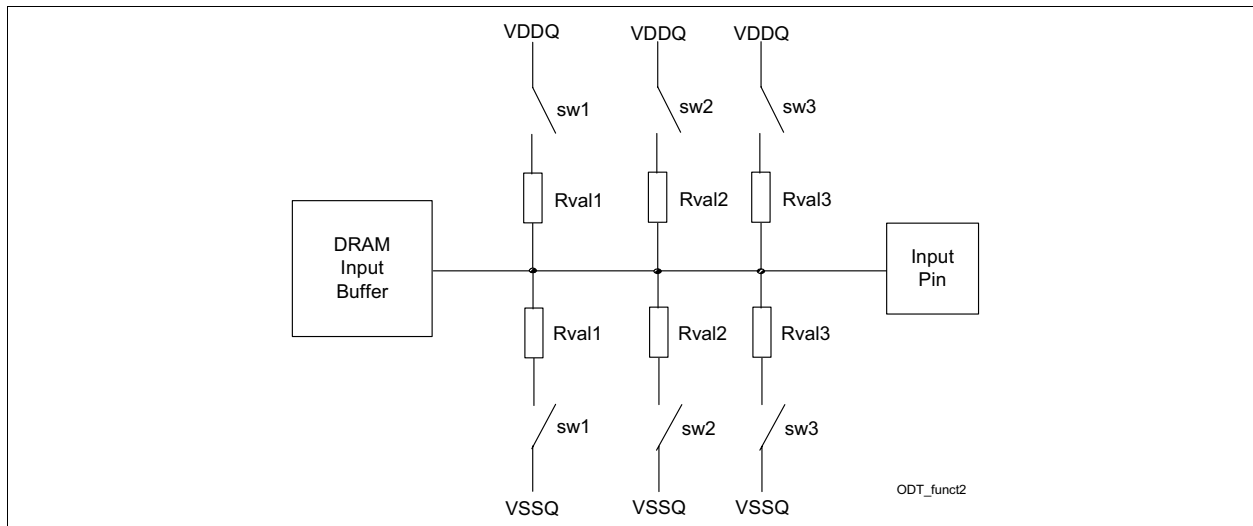 VDDQ VDDQ VDDQ
sw1 sw2 sw3
Rval1 Rval2 Rval3
DRAM
Input
Buffer
Input
Pin
Rval1 Rval2 Rval3
sw1 sw2 sw3
VSSQ VSSQ VSSQ
ODT_funct2